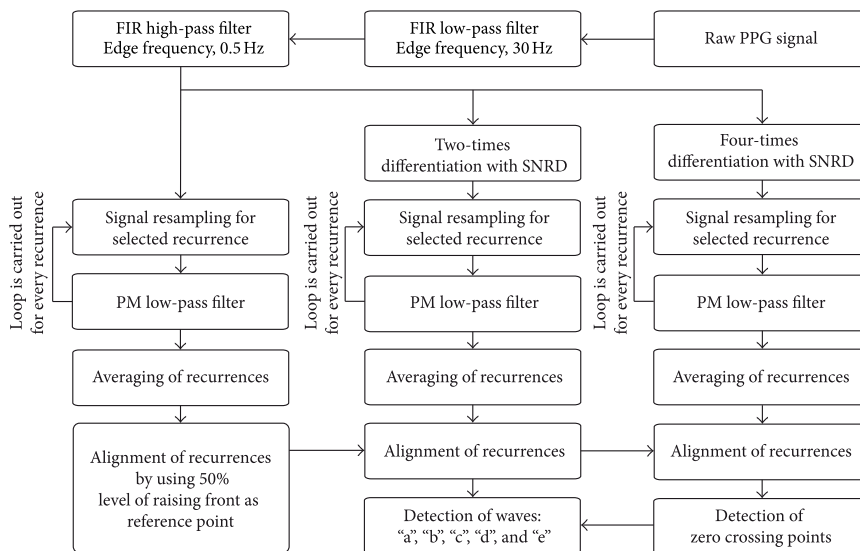 FIR high-pass filter
Edge frequency, 0.5 Hz
FIR low-pass filter
Edge frequency, 30 Hz
Raw PPG signal
Two-times
differentiation with SNRD
Four-times
differentiation with SNRD
Loop is carried out
for every recurrence
Signal resampling for
selected recurrence
Loop is carried out
for every recurrence
Signal resampling for
selected recurrence
Loop is carried out
for every recurrence
Signal resampling for
selected recurrence
PM low-pass filter
PM low-pass filter
PM low-pass filter
Averaging of recurrences
Averaging of recurrences
Averaging of recurrences
Alignment of recurrences
by using 50%
level of raising front as
reference point
Alignment of recurrences
Alignment of recurrences
Detection of waves:
“a”, “b”, “c”, “d”, and “e”
Detection of
zero crossing points